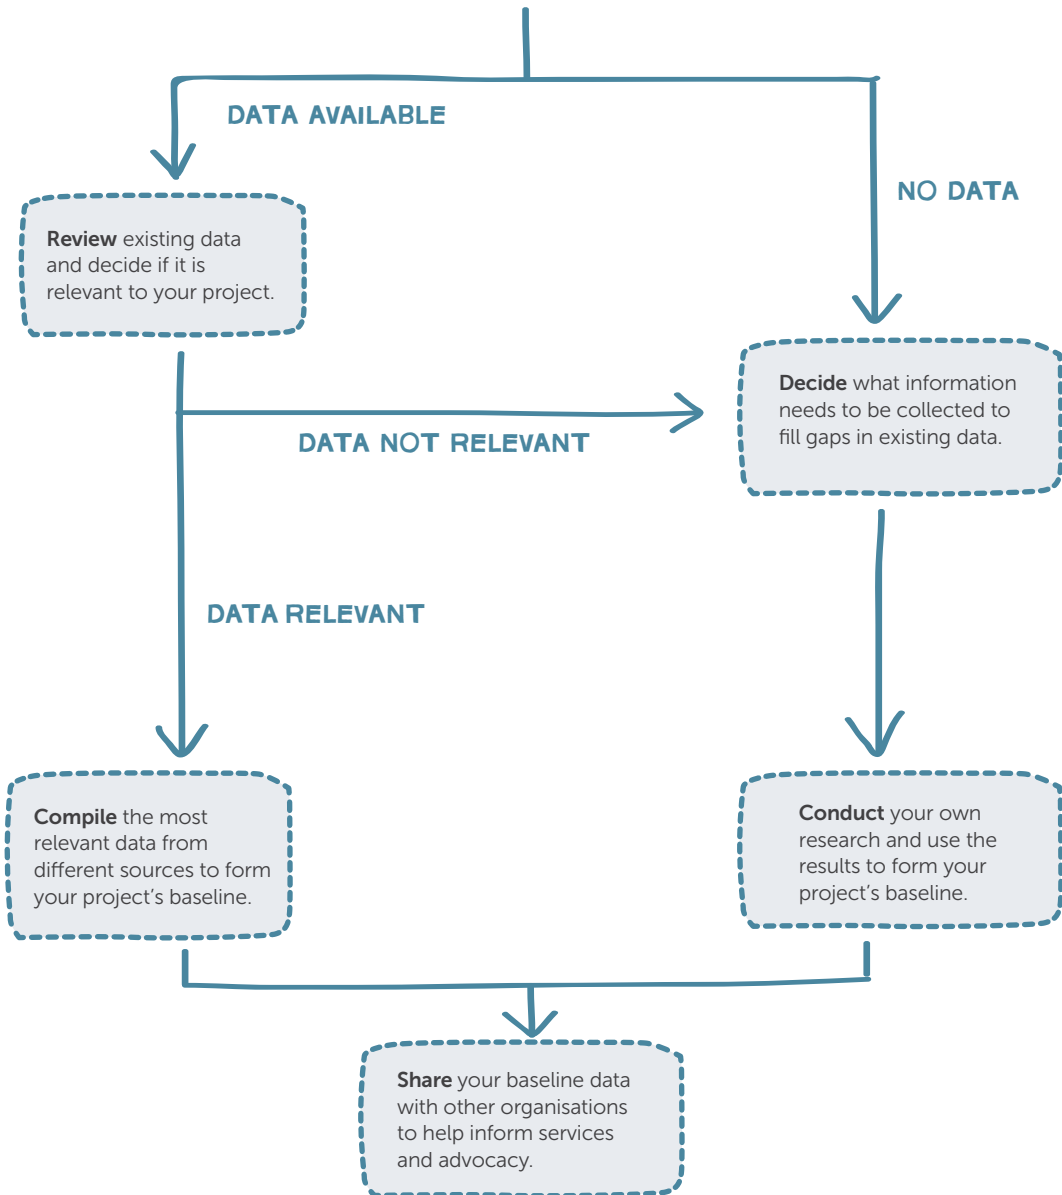 DATA AVAILABLE
NO DATA
Review existing data
and decide if it is
relevant to your project.
Decide what information
needs to be collected to
fill gaps in existing data.
DATA NOT RELEVANT
DATA RELEVANT
Compile the most
relevant data from
different sources to form
your project’s baseline.
Conduct your own
research and use the
results to form your
project’s baseline.
Share your baseline data
with other organisations
to help inform services
and advocacy.